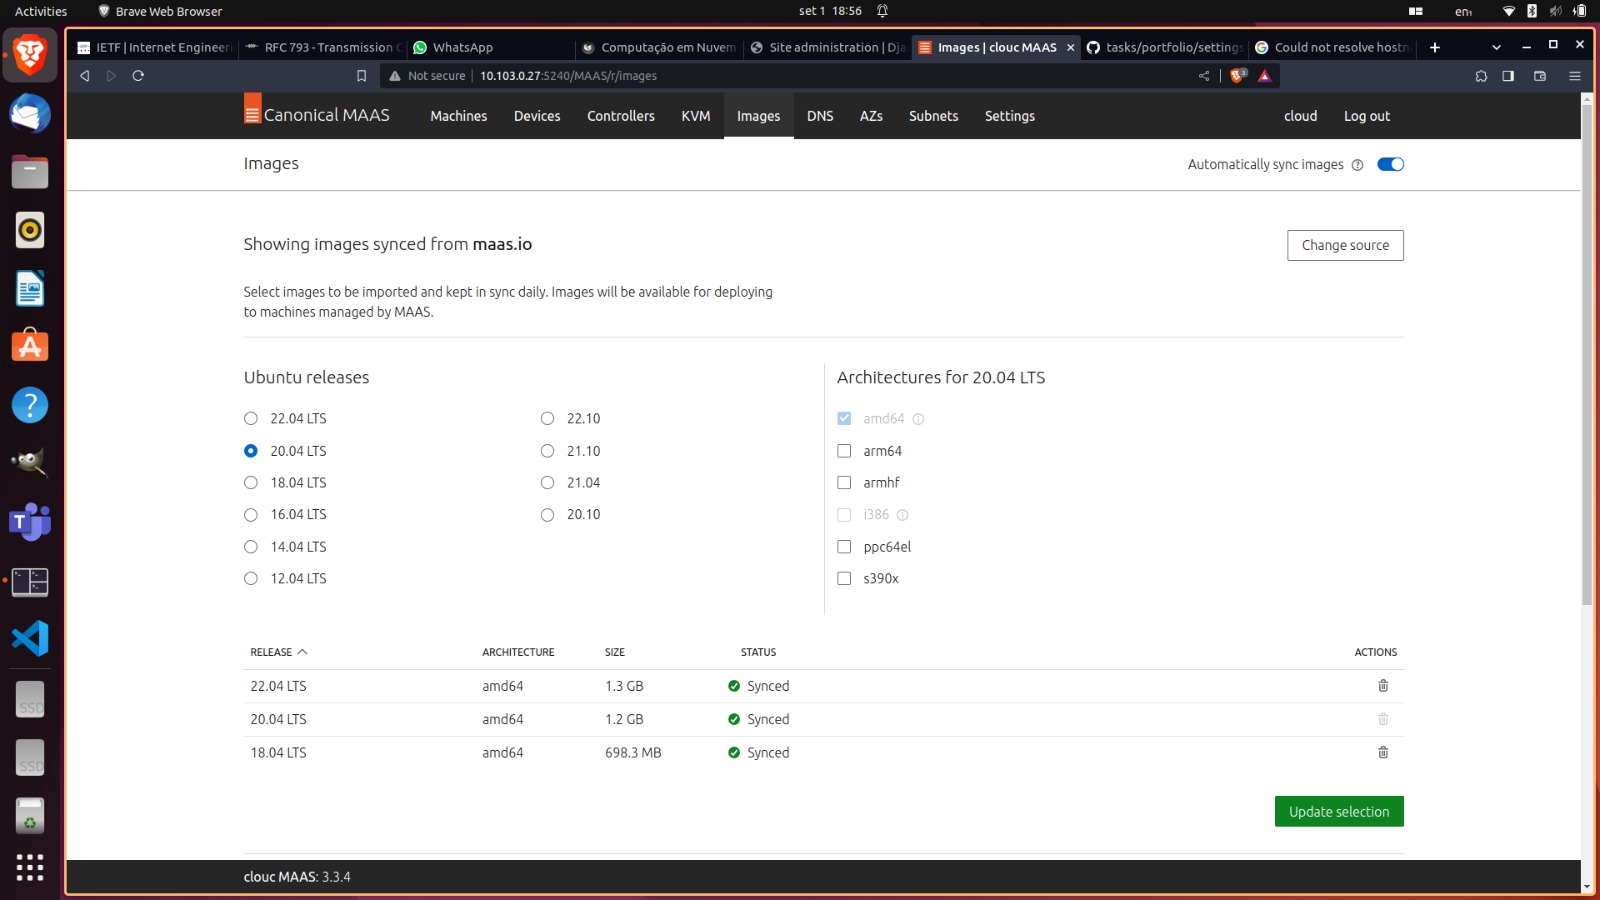 Activities
Brave Web Browser
set 1 18:56
en₁
IETF | Internet Engineeri
RFC 793 - Transmission C
WhatsApp
Computação em Nuvem
Site administration | Dja
Images | clouc MAAS
tasks/portfolio/settings
Could not resolve hostn
Not secure
10.103.0.27:5240/MAAS/r/images
Canonical MAAS
Machines
Devices
Controllers
KVM
Images
DNS
AZs
Subnets
Settings
cloud
Log out
Images
Automatically sync images
Showing images synced from maas.io
Change source
Select images to be imported and kept in sync daily. Images will be available for deploying
to machines managed by MAAS.
Ubuntu releases
22.04 LTS
20.04 LTS
18.04 LTS
16.04 LTS
14.04 LTS
12.04 LTS
22.10
21.10
21.04
20.10
Architectures for 20.04 LTS
amd64
arm64
armhf
i386
ppc64el
s390x
RELEASE ARCHITECTURE SIZE STATUS ACTIONS
22.04 LTS amd64 1.3 GB Synced
20.04 LTS amd64 1.2 GB Synced
18.04 LTS amd64 698.3 MB Synced
Update selection
clouc MAAS: 3.3.4
SSD
SSD